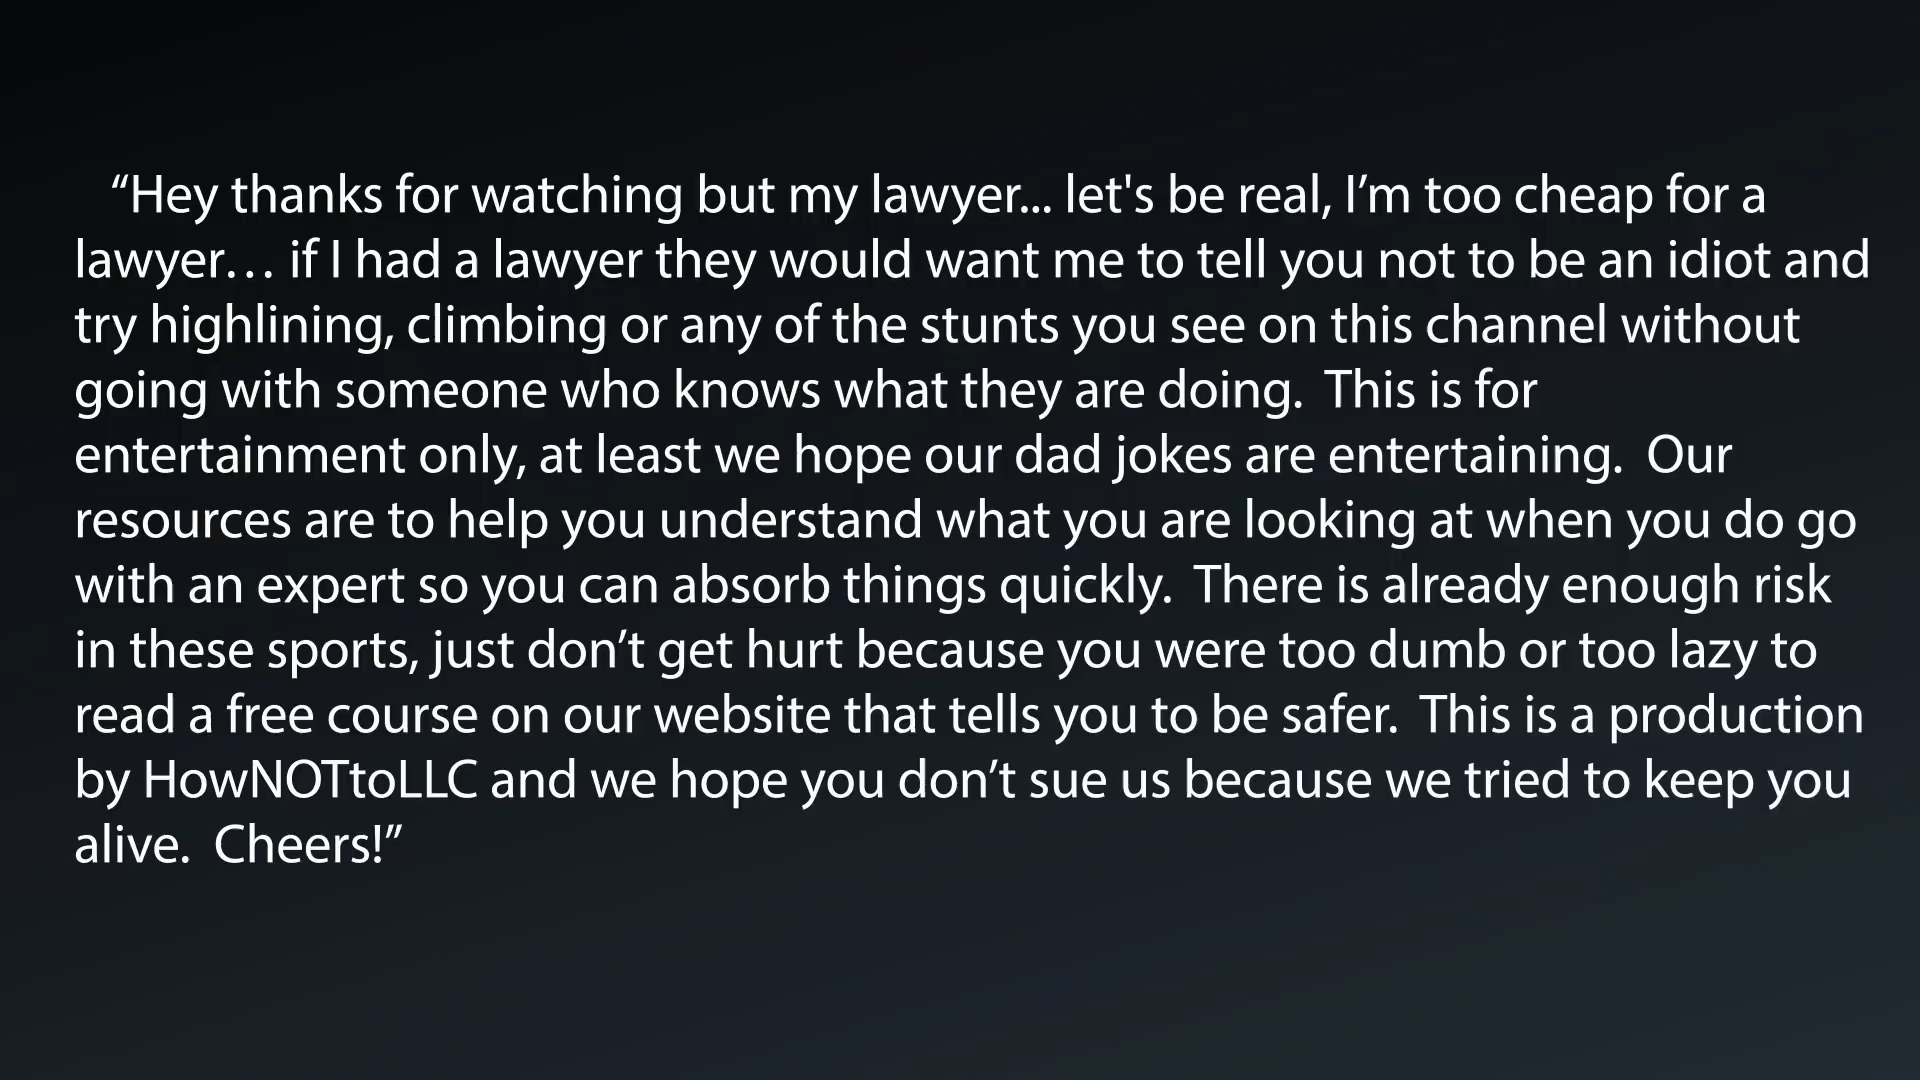 “Hey thanks for watching but my lawyer... let's be real, I’m too cheap for a
lawyer… if I had a lawyer they would want me to tell you not to be an idiot and
try highlining, climbing or any of the stunts you see on this channel without
going with someone who knows what they are doing.  This is for
entertainment only, at least we hope our dad jokes are entertaining.  Our
resources are to help you understand what you are looking at when you do go
with an expert so you can absorb things quickly.  There is already enough risk
in these sports, just don’t get hurt because you were too dumb or too lazy to
read a free course on our website that tells you to be safer.  This is a production
by HowNOTtoLLC and we hope you don’t sue us because we tried to keep you
alive.  Cheers!”